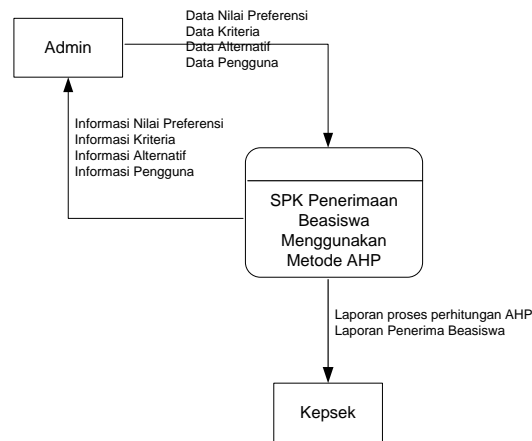 Data Nilai Preferensi
Data Kriteria
Data Alternatif
Data Pengguna
Admin
Informasi Nilai Preferensi
Informasi Kriteria
Informasi Alternatif
Informasi Pengguna
SPK Penerimaan
Beasiswa
Menggunakan
Metode AHP
Laporan proses perhitungan AHP
Laporan Penerima Beasiswa
Kepsek